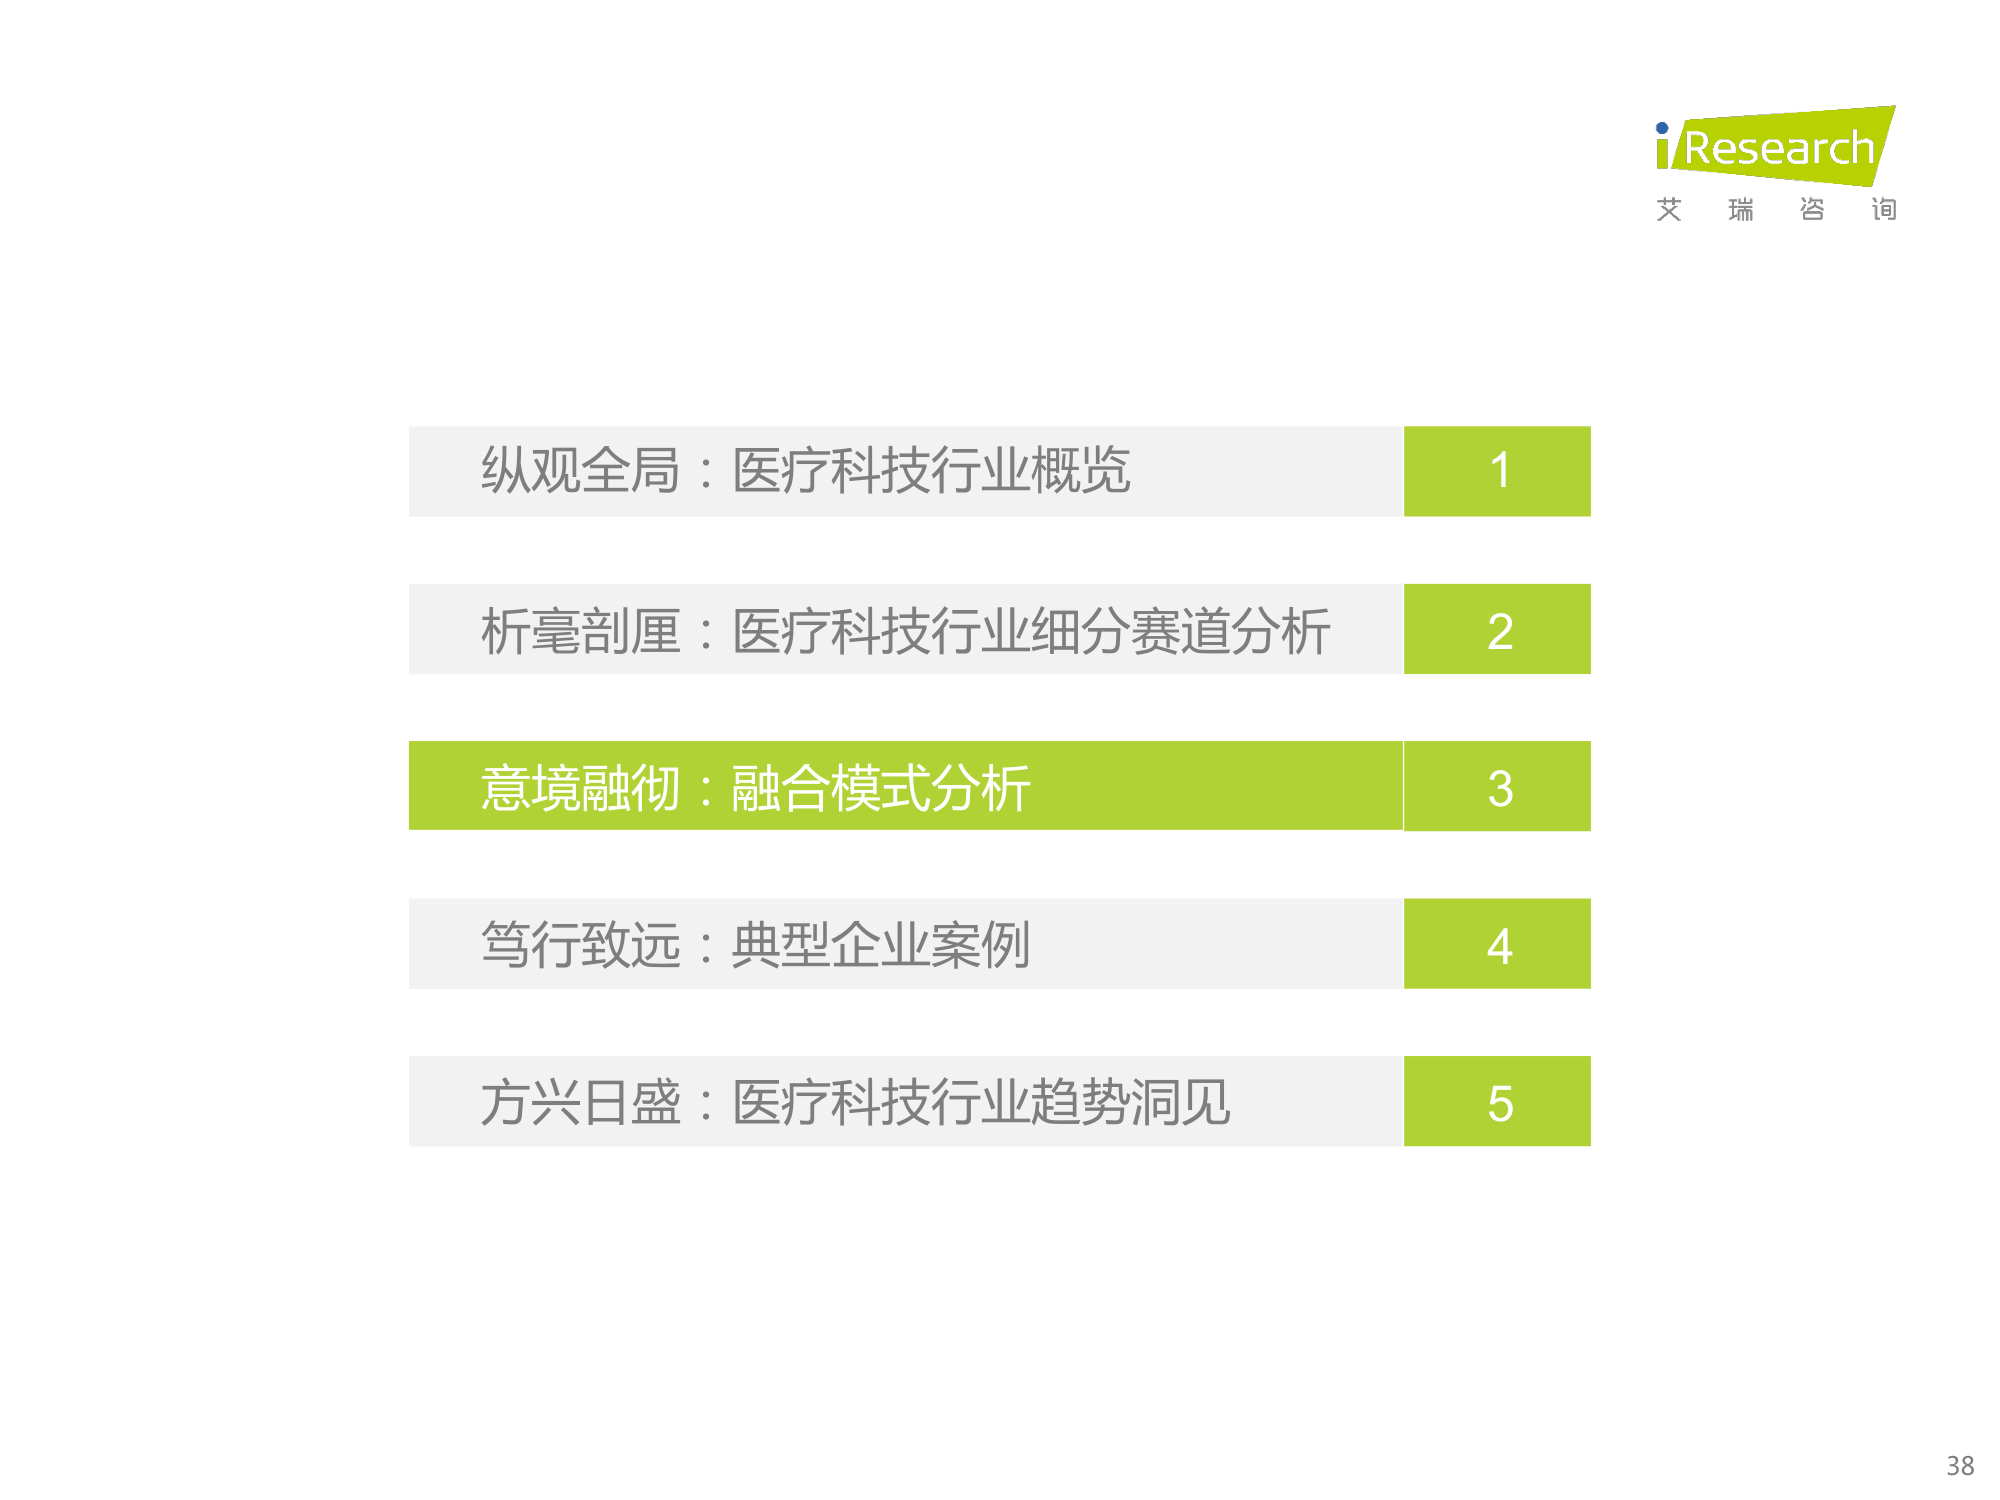 iResearch
艾瑞咨询
纵观全局：医疗科技行业概览 1
析毫剖厘：医疗科技行业细分赛道分析 2
意境融彻：融合模式分析 3
笃行致远：典型企业案例 4
方兴日盛：医疗科技行业趋势洞见 5
38